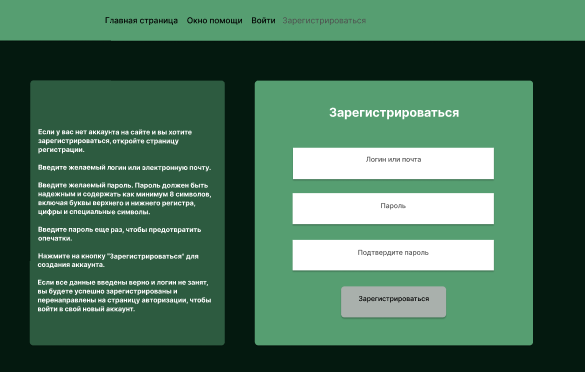 Главная страница Окно помощи Войти Зарегистрироваться
Если у вас нет аккаунта на сайте и вы хотите
зарегистрироваться, откройте страницу
регистрации.
Введите желаемый логин или электронную почту.
Введите желаемый пароль. Пароль должен быть
надежным и содержать как минимум 8 символов,
включая буквы верхнего и нижнего регистра,
цифры и специальные символы.
Введите пароль еще раз, чтобы предотвратить
опечатки.
Нажмите на кнопку "Зарегистрироваться" для
создания аккаунта.
Если все данные введены верно и логин не занят,
вы будете успешно зарегистрированы и
перенаправлены на страницу авторизации, чтобы
войти в свой новый аккаунт.
Зарегистрироваться
Логин или почта
Пароль
Подтвердите пароль
Зарегистрироваться